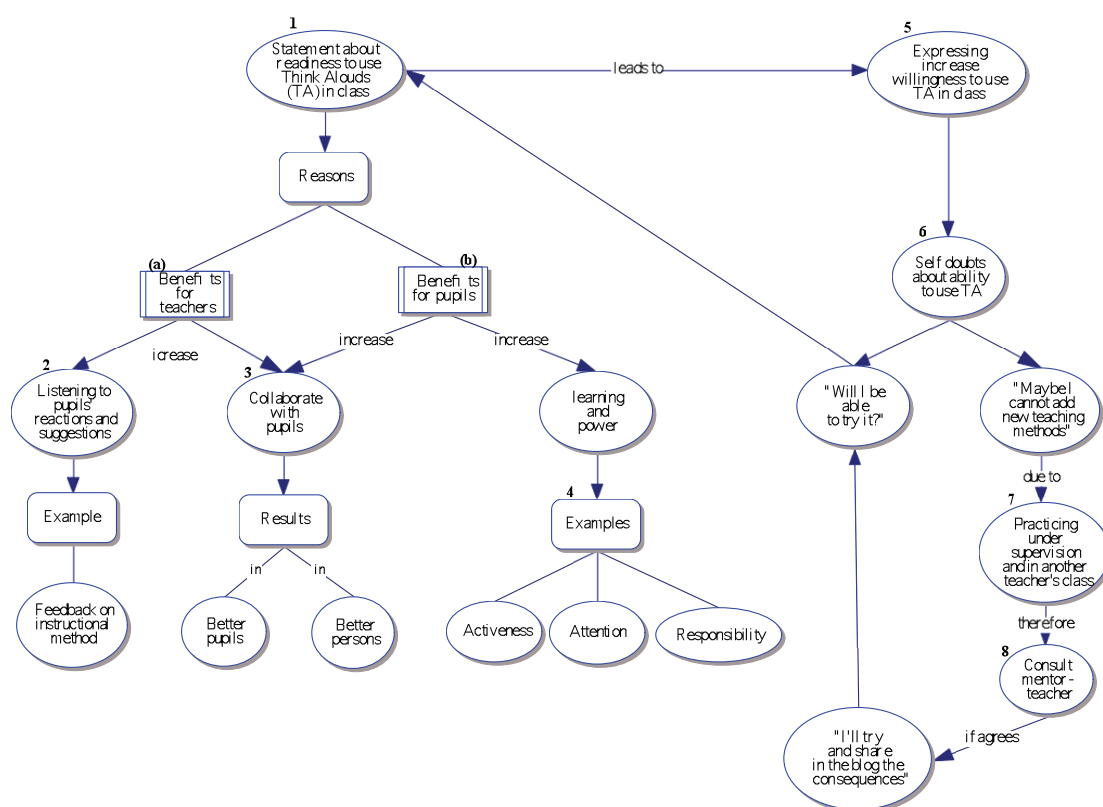 1
Statement about
readiness to use
Think Alouds
(TA) in class
leads to
5
Expressing
increase
willingness to use
TA in class
Reasons
6
Self doubts
about ability
to use TA
(a)
Benefits
for
teachers
(b)
Benefits
for pupils
icrease
increase
increase
2
Listening to
pupils'
reactions and
suggestions
3
Collaborate
with
pupils
learning
and
power
"Will I be
able
to try it?"
"Maybe I
cannot add
new teaching
methods"
due to
Example
Results
4
Examples
7
Practicing
under
supervision
and in another
teacher's class
in
in
therefore
Feedback on
instructional
method
Better
pupils
Better
persons
Activeness
Attention
Responsibility
8
Consult
mentor -
teacher
if agrees
"I'll try
and share
in the blog the
consequences"